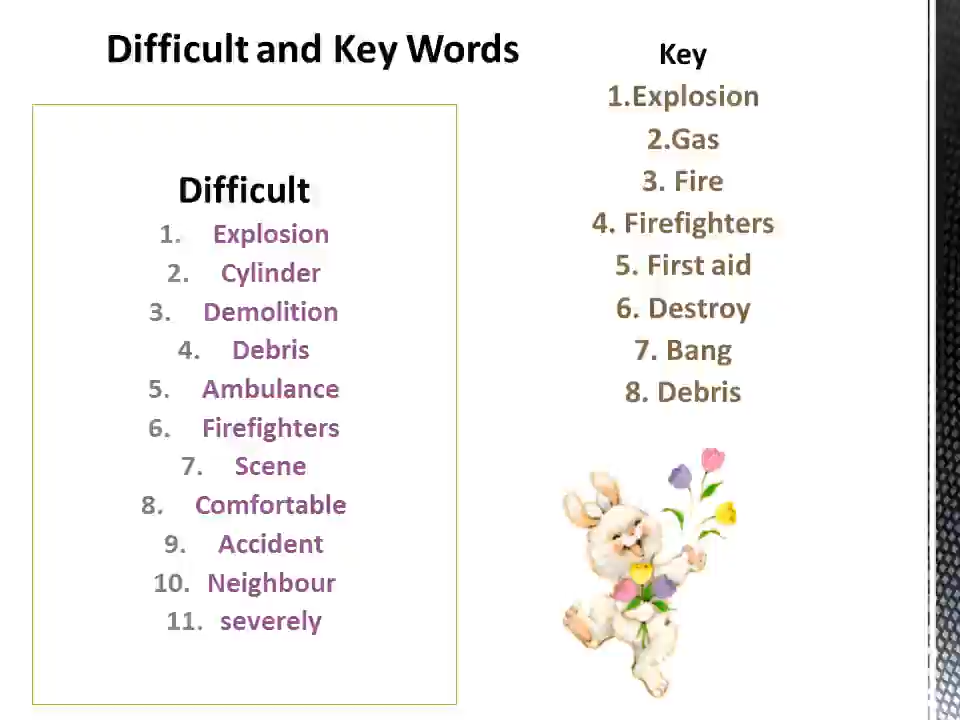 Difficult and Key Words
Difficult
1. Explosion
2. Cylinder
3. Demolition
4. Debris
5. Ambulance
6. Firefighters
7. Scene
8. Comfortable
9. Accident
10. Neighbour
11. severely
Key
1.Explosion
2.Gas
3. Fire
4. Firefighters
5. First aid
6. Destroy
7. Bang
8. Debris